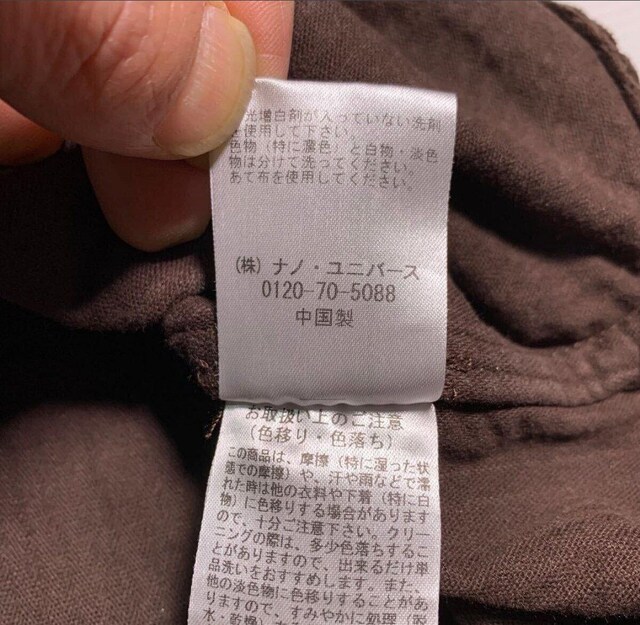 光増白剤が入っていない洗剤
を使用して下さい。
色物（特に濃色）と白物・淡色
物は分けて洗ってください。
あて布を使用してください。
（株）ナノ・ユニバース
0120-70-5088
中国製
お取扱い上のご注意
（色移り・色落ち）
この商品は、摩擦（特に湿った状
態での摩擦）や、汗や雨などで濡
れた時は他の衣料や下着（特に白
物）に色移りする場合があります
ので、十分ご注意下さい。クリー
ニングの際は、多少色落ちするこ
とがありますので、出来るだけ単
品洗いをおすすめします。また、
他の淡色物に色移りすることがあ
りますので、すみやかに処理（脱
水・乾燥）